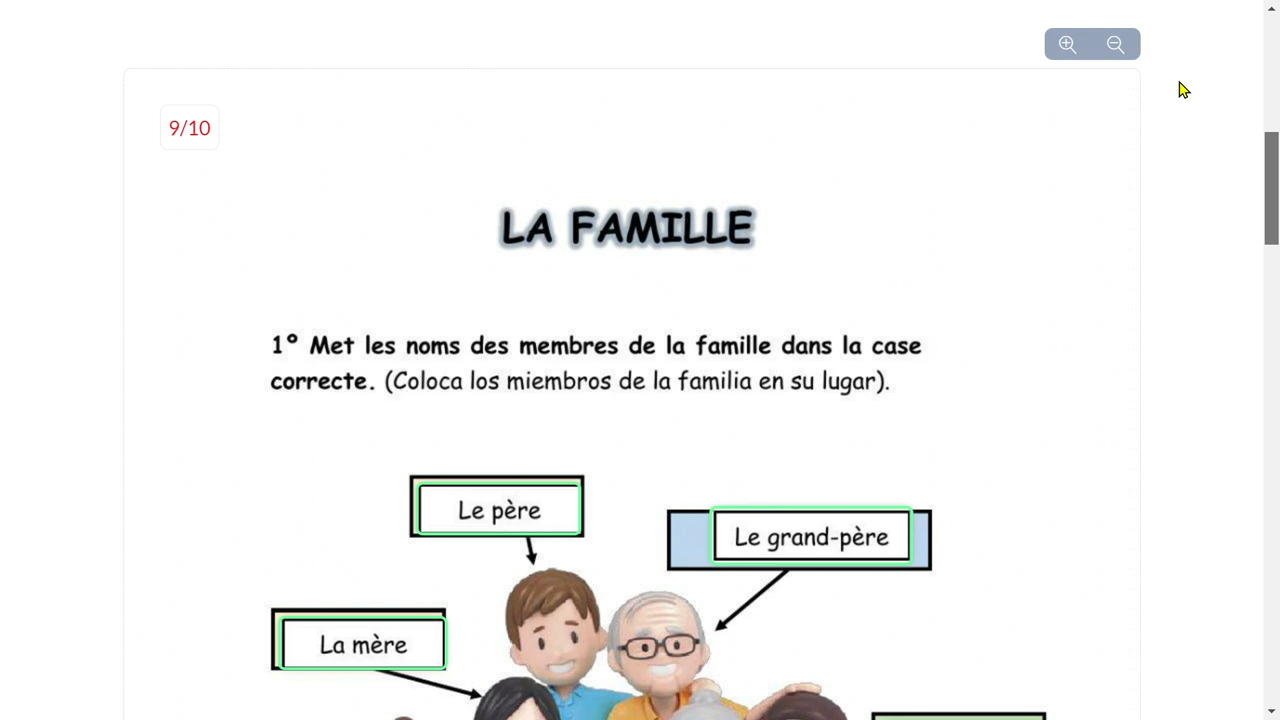 9/10
LA FAMILLE
1º Met les noms des membres de la famille dans la case
correcte. (Coloca los miembros de la familia en su lugar).
Le père
Le grand-père
La mère